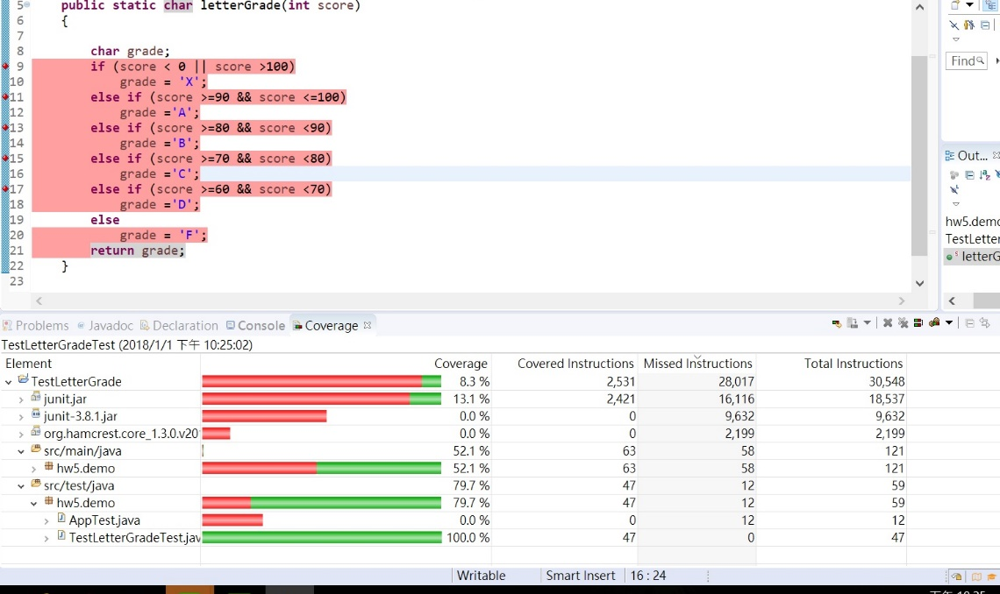 5 public static char letterGrade(int score)
6 {
7
8 char grade;
9 if (score < 0 || score >100)
10 grade = 'X';
11 else if (score >=90 && score <=100)
12 grade ='A';
13 else if (score >=80 && score <90)
14 grade ='B';
15 else if (score >=70 && score <80)
16 grade ='C';
17 else if (score >=60 && score <70)
18 grade ='D';
19 else
20 grade = 'F';
21 return grade;
22 }
23
Find
Out...
hw5.demo
TestLetter
letterG
Problems Javadoc Declaration Console Coverage
TestLetterGradeTest (2018/1/1 下午 10:25:02)
Element Coverage Covered Instructions Missed Instructions Total Instructions
TestLetterGrade 8.3 % 2,531 28,017 30,548
junit.jar 13.1 % 2,421 16,116 18,537
junit-3.8.1.jar 0.0 % 0 9,632 9,632
org.hamcrest.core_1.3.0.v20 0.0 % 0 2,199 2,199
src/main/java 52.1 % 63 58 121
hw5.demo 52.1 % 63 58 121
src/test/java 79.7 % 47 12 59
hw5.demo 79.7 % 47 12 59
AppTest.java 0.0 % 0 12 12
TestLetterGradeTest.jav 100.0 % 47 0 47
Writable Smart Insert 16 : 24